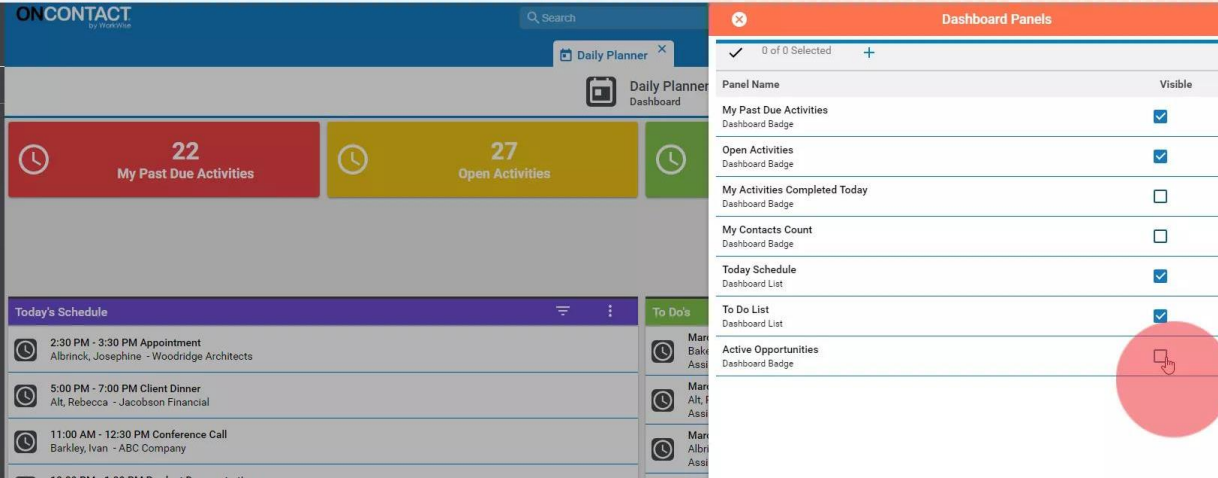 ONCONTACT
by WorkWise
Search
Daily Planner
Daily Planner
Dashboard
22
My Past Due Activities
27
Open Activities
Today's Schedule
2:30 PM - 3:30 PM Appointment
Albrinck, Josephine - Woodridge Architects
5:00 PM - 7:00 PM Client Dinner
Alt, Rebecca - Jacobson Financial
11:00 AM - 12:30 PM Conference Call
Barkley, Ivan - ABC Company
To Do's
Dashboard Panels
0 of 0 Selected
Panel Name Visible
My Past Due Activities
Dashboard Badge
Open Activities
Dashboard Badge
My Activities Completed Today
Dashboard Badge
My Contacts Count
Dashboard Badge
Today Schedule
Dashboard List
To Do List
Dashboard List
Active Opportunities
Dashboard Badge